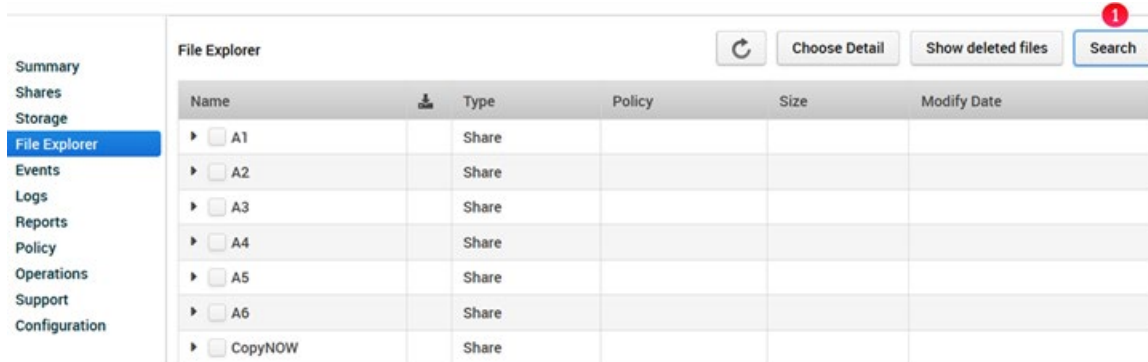 1
File Explorer
Choose Detail
Show deleted files
Search
Summary
Shares
Storage
File Explorer
Events
Logs
Reports
Policy
Operations
Support
Configuration
Name Type Policy Size Modify Date
A1 Share
A2 Share
A3 Share
A4 Share
A5 Share
A6 Share
CopyNOW Share